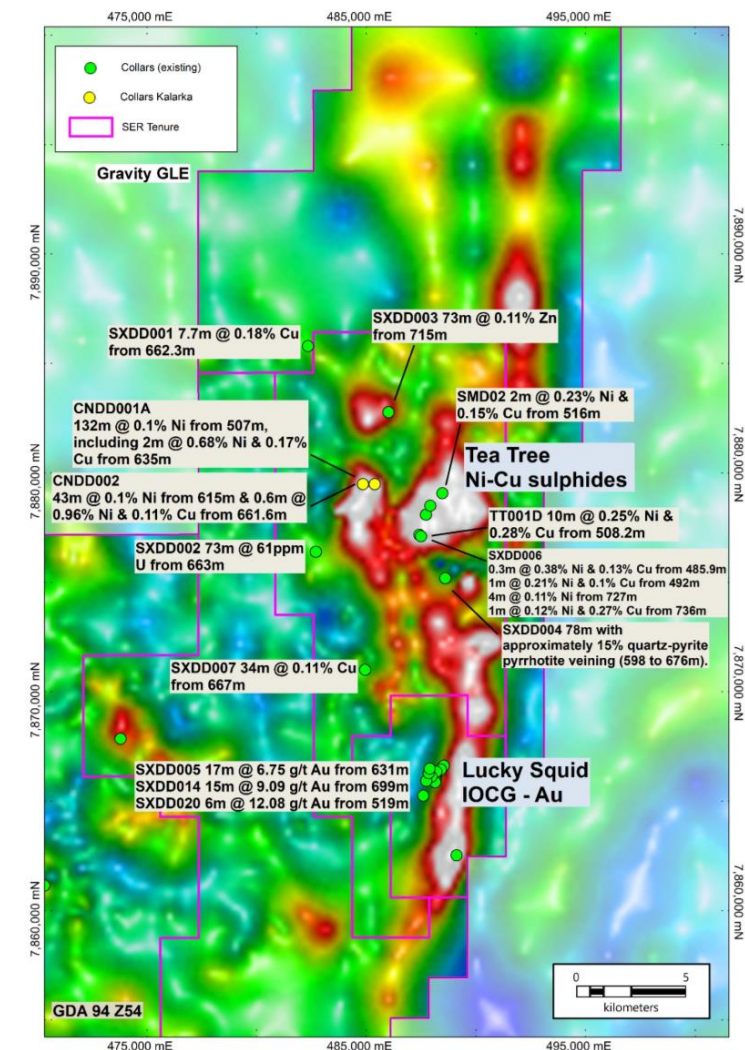 475,000 mE
485,000 mE
495,000 mE
Collars (existing)
Collars Kalarka
SER Tenure
Gravity GLE
7,890,000 mN
7,890,000 mN
SXDD003 73m @ 0.11% Zn
from 715m
SXDD001 7.7m @ 0.18% Cu
from 662.3m
SMD02 2m @ 0.23% Ni &
0.15% Cu from 516m
CNDD001A
132m @ 0.1% Ni from 507m,
including 2m @ 0.68% Ni & 0.17%
Cu from 635m
Tea Tree
Ni-Cu sulphides
7,880,000 mN
7,880,000 mN
CNDD002
43m @ 0.1% Ni from 615m & 0.6m @
0.96% Ni & 0.11% Cu from 661.6m
TT001D 10m @ 0.25% Ni &
0.28% Cu from 508.2m
SXDD002 73m @ 61ppm
U from 663m
SXDD006
0.3m @ 0.38% Ni & 0.13% Cu from 485.9m
1m @ 0.21% Ni & 0.1% Cu from 492m
4m @ 0.11% Ni from 727m
1m @ 0.12% Ni & 0.27% Cu from 736m
SXDD004 78m with
approximately 15% quartz-pyrite
pyrrhotite veining (598 to 676m).
SXDD007 34m @ 0.11% Cu
from 667m
7,870,000 mN
7,870,000 mN
SXDD005 17m @ 6.75 g/t Au from 631m
SXDD014 15m @ 9.09 g/t Au from 699m
SXDD020 6m @ 12.08 g/t Au from 519m
Lucky Squid
IOCG - Au
7,860,000 mN
7,860,000 mN
0 5
kilometers
GDA 94 Z54
475,000 mE
485,000 mE
495,000 mE